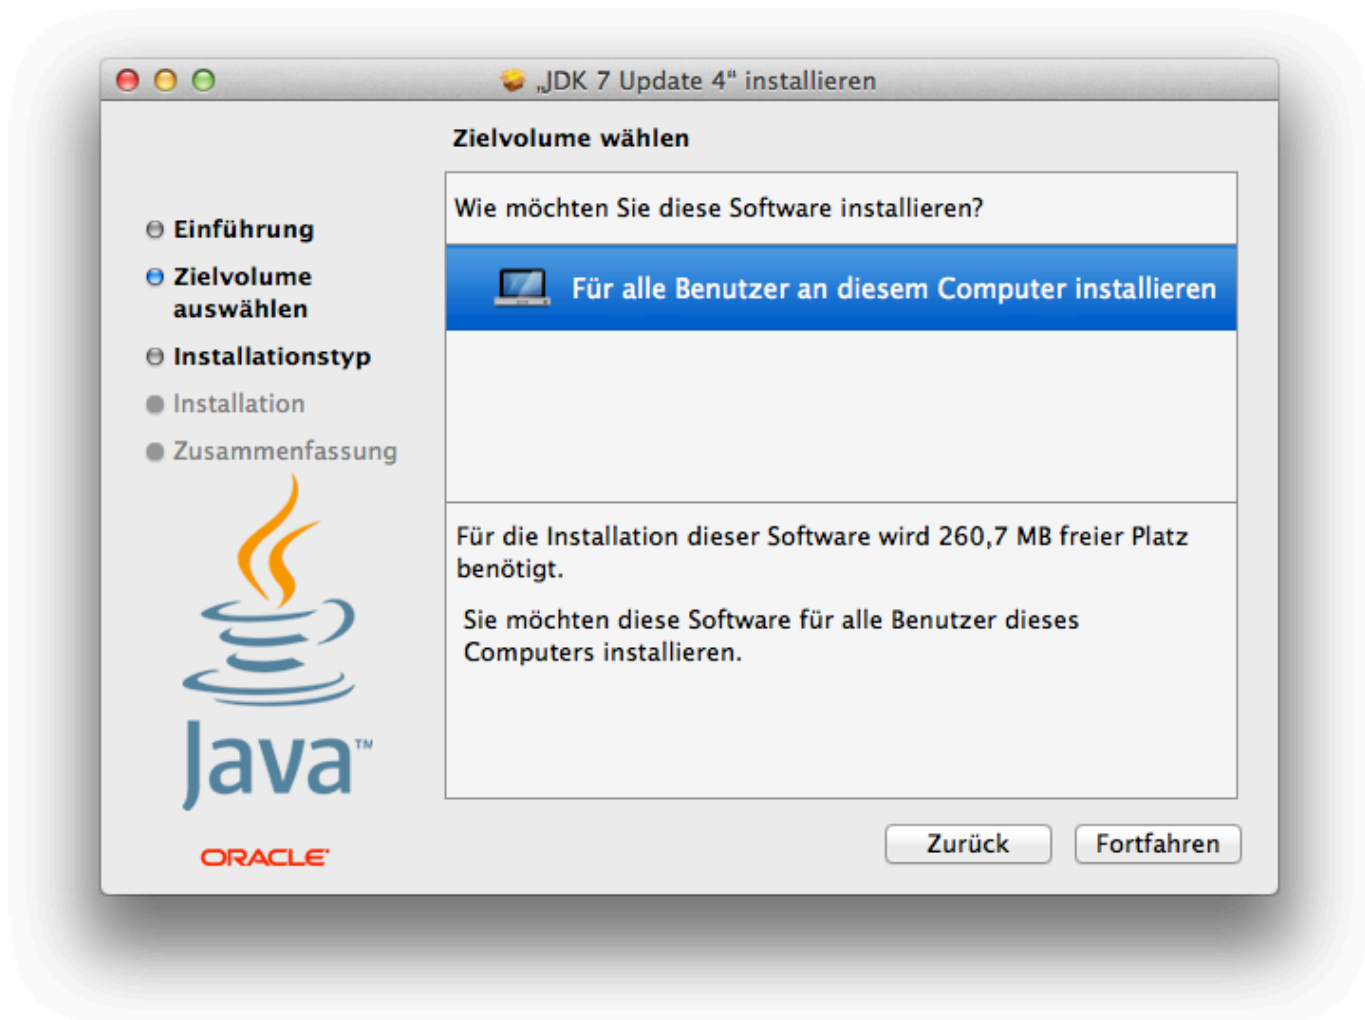 „JDK 7 Update 4“ installieren
Zielvolume wählen
Einführung
Zielvolume
auswählen
Installationstyp
Installation
Zusammenfassung
Wie möchten Sie diese Software installieren?
Für alle Benutzer an diesem Computer installieren
Für die Installation dieser Software wird 260,7 MB freier Platz
benötigt.
Sie möchten diese Software für alle Benutzer dieses
Computers installieren.
Java™
ORACLE®
Zurück
Fortfahren